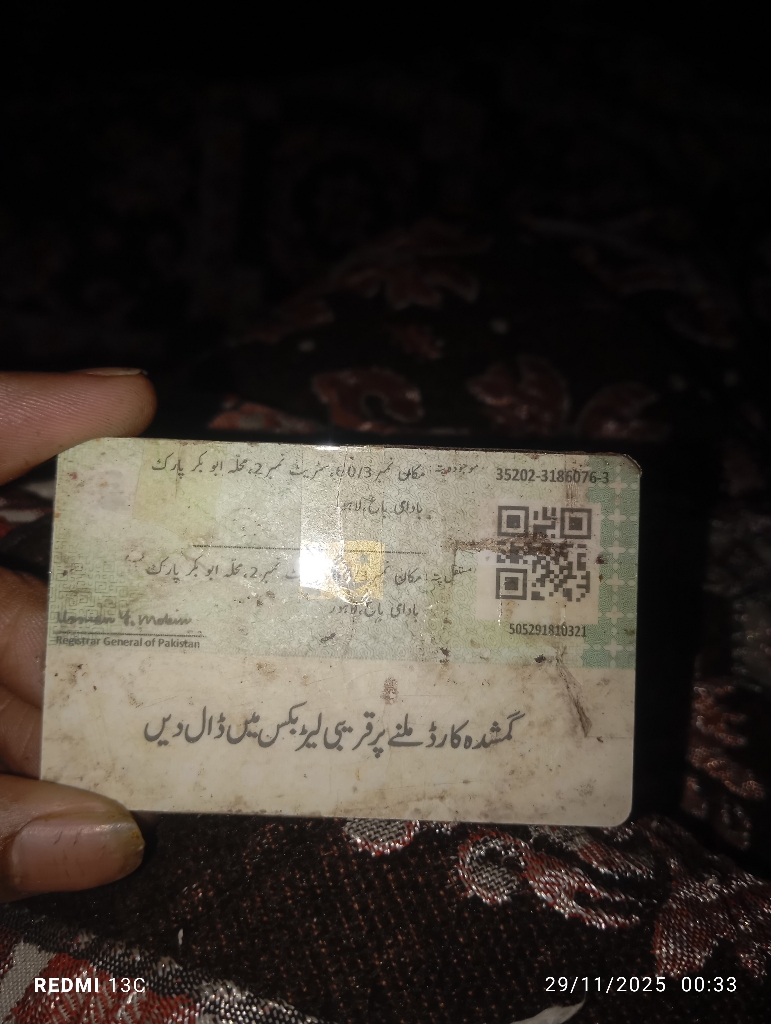 35202-3186076-3
موجودہ پتہ: مکان نمبر 60/3، سٹریٹ نمبر 2، محلہ ابو بکر پارک
بادامی باغ، لاہور
مستقل پتہ: مکان نمبر نمبر 2، محلہ ابو بکر پارک
بادامی باغ، لاہور
505291810321
Registrar General of Pakistan
گمشدہ کارڈ ملنے پر قریبی لیٹر بکس میں ڈال دیں
REDMI 13C
29/11/2025 00:33